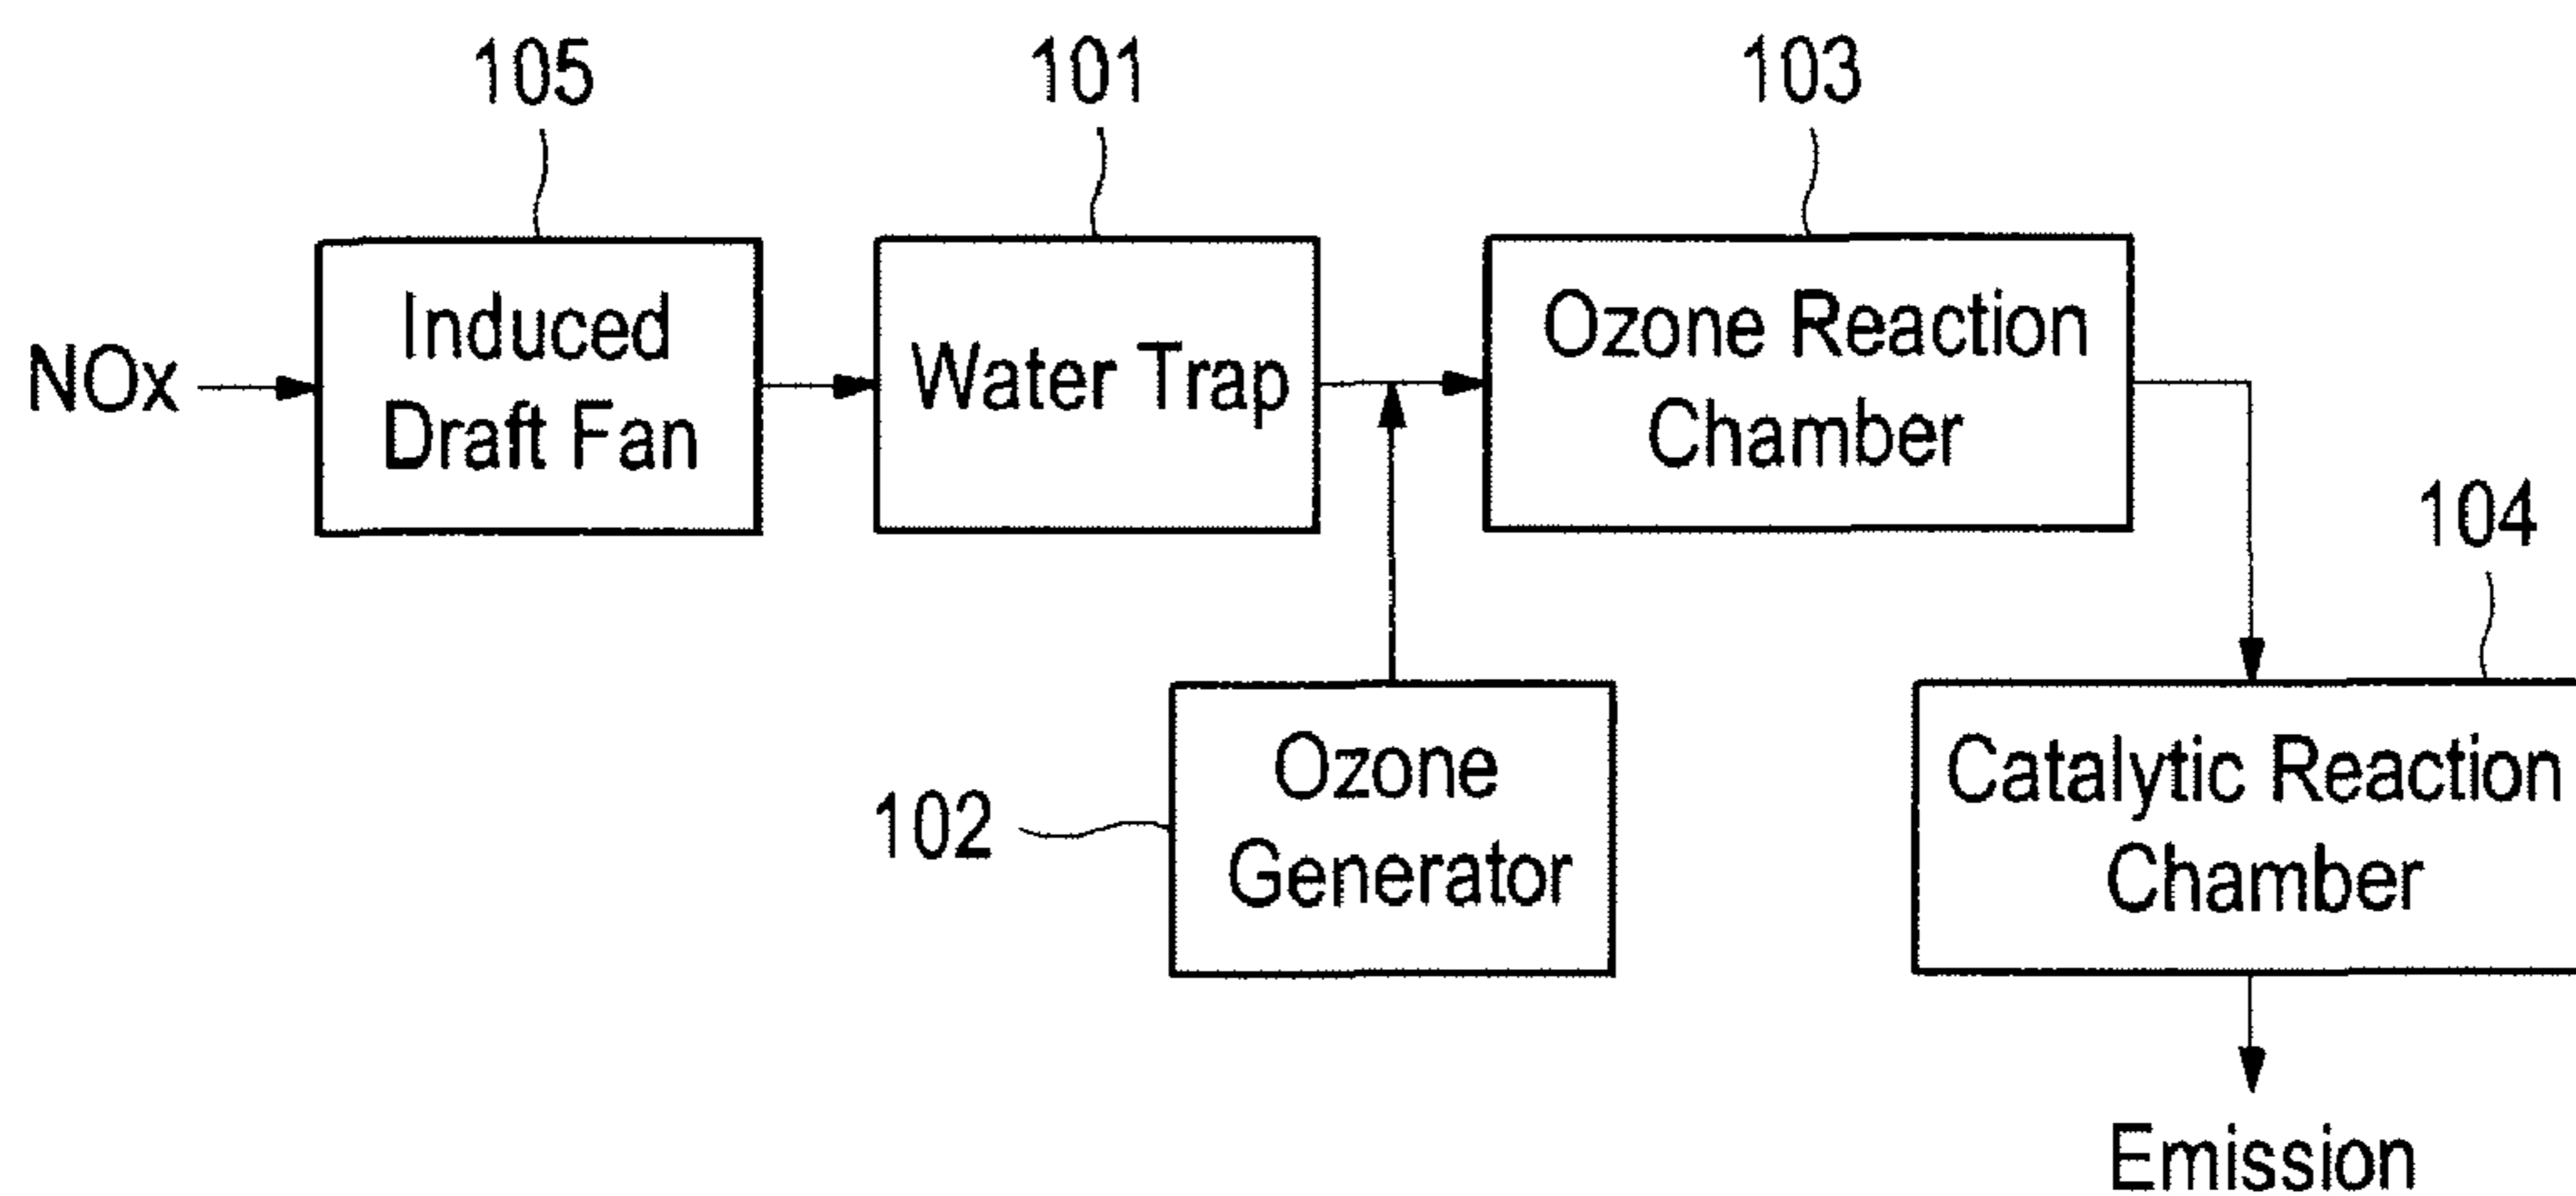 105
101
103
NOx
Induced
Draft Fan
Water Trap
Ozone Reaction
Chamber
104
102
Ozone
Generator
Catalytic Reaction
Chamber
Emission